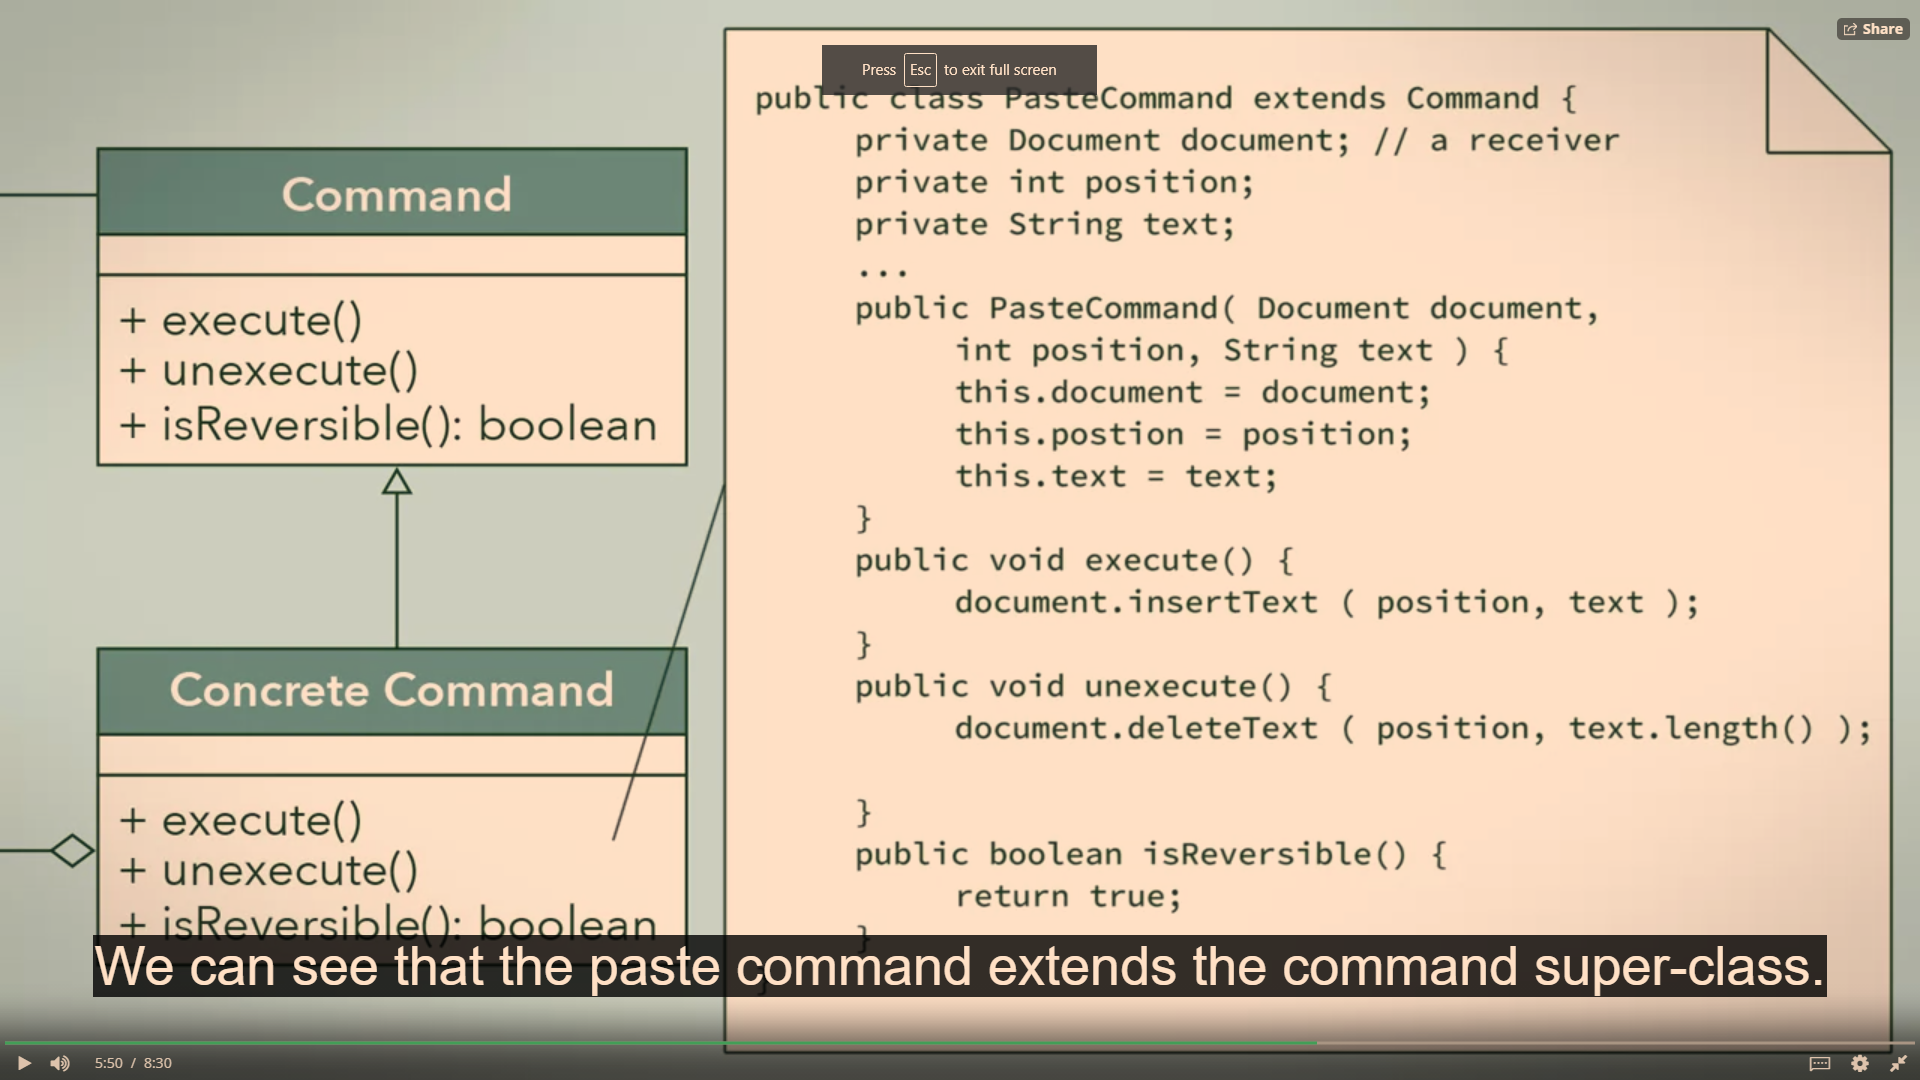 Share
Press Esc to exit full screen
Command
+ execute()
+ unexecute()
+ isReversible(): boolean
Concrete Command
+ execute()
+ unexecute()
+ isReversible(): boolean
public class PasteCommand extends Command {
private Document document; // a receiver
private int position;
private String text;
...
public PasteCommand( Document document,
int position, String text ) {
this.document = document;
this.postion = position;
this.text = text;
}
public void execute() {
document.insertText ( position, text );
}
public void unexecute() {
document.deleteText ( position, text.length() );
}
public boolean isReversible() {
return true;
}
}
We can see that the paste command extends the command super-class.
5:50 / 8:30